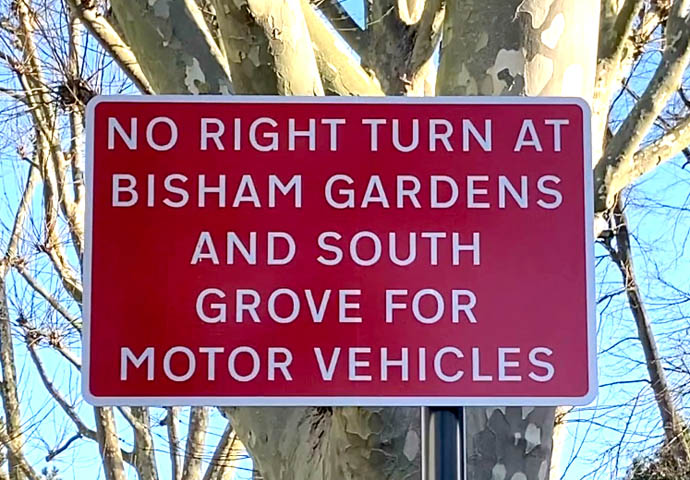 NO RIGHT TURN AT
BISHAM GARDENS
AND SOUTH
GROVE FOR
MOTOR VEHICLES